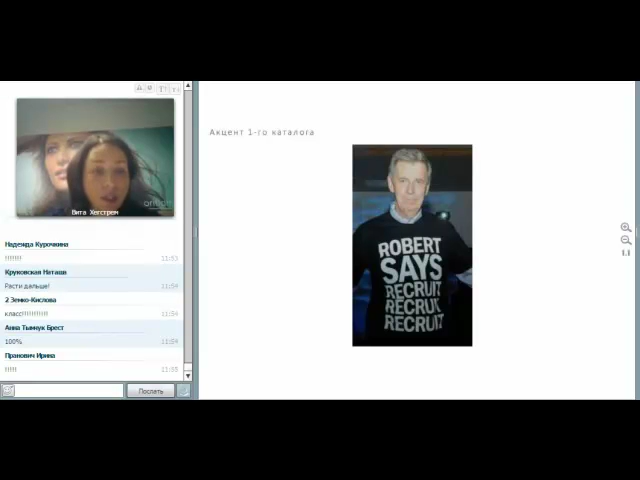 Вита Хегстрем
Надежда Курочкина
!!!!!!! 11:53
Круковская Наташа
Расти дальше! 11:54
2 Земко-Кислова
класс!!!!!!!!!!! 11:54
Анна Тымчук Брест
100% 11:54
Пранович Ирина
!!!!! 11:55
Послать
Акцент 1-го каталога
ROBERT
SAYS
RECRUIT
RECRUIT
RECRUIT
1.1